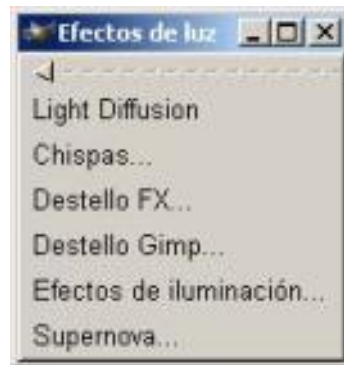 Efectos de luz
Light Diffusion
Chispas...
Destello FX...
Destello Gimp...
Efectos de iluminación...
Supernova...